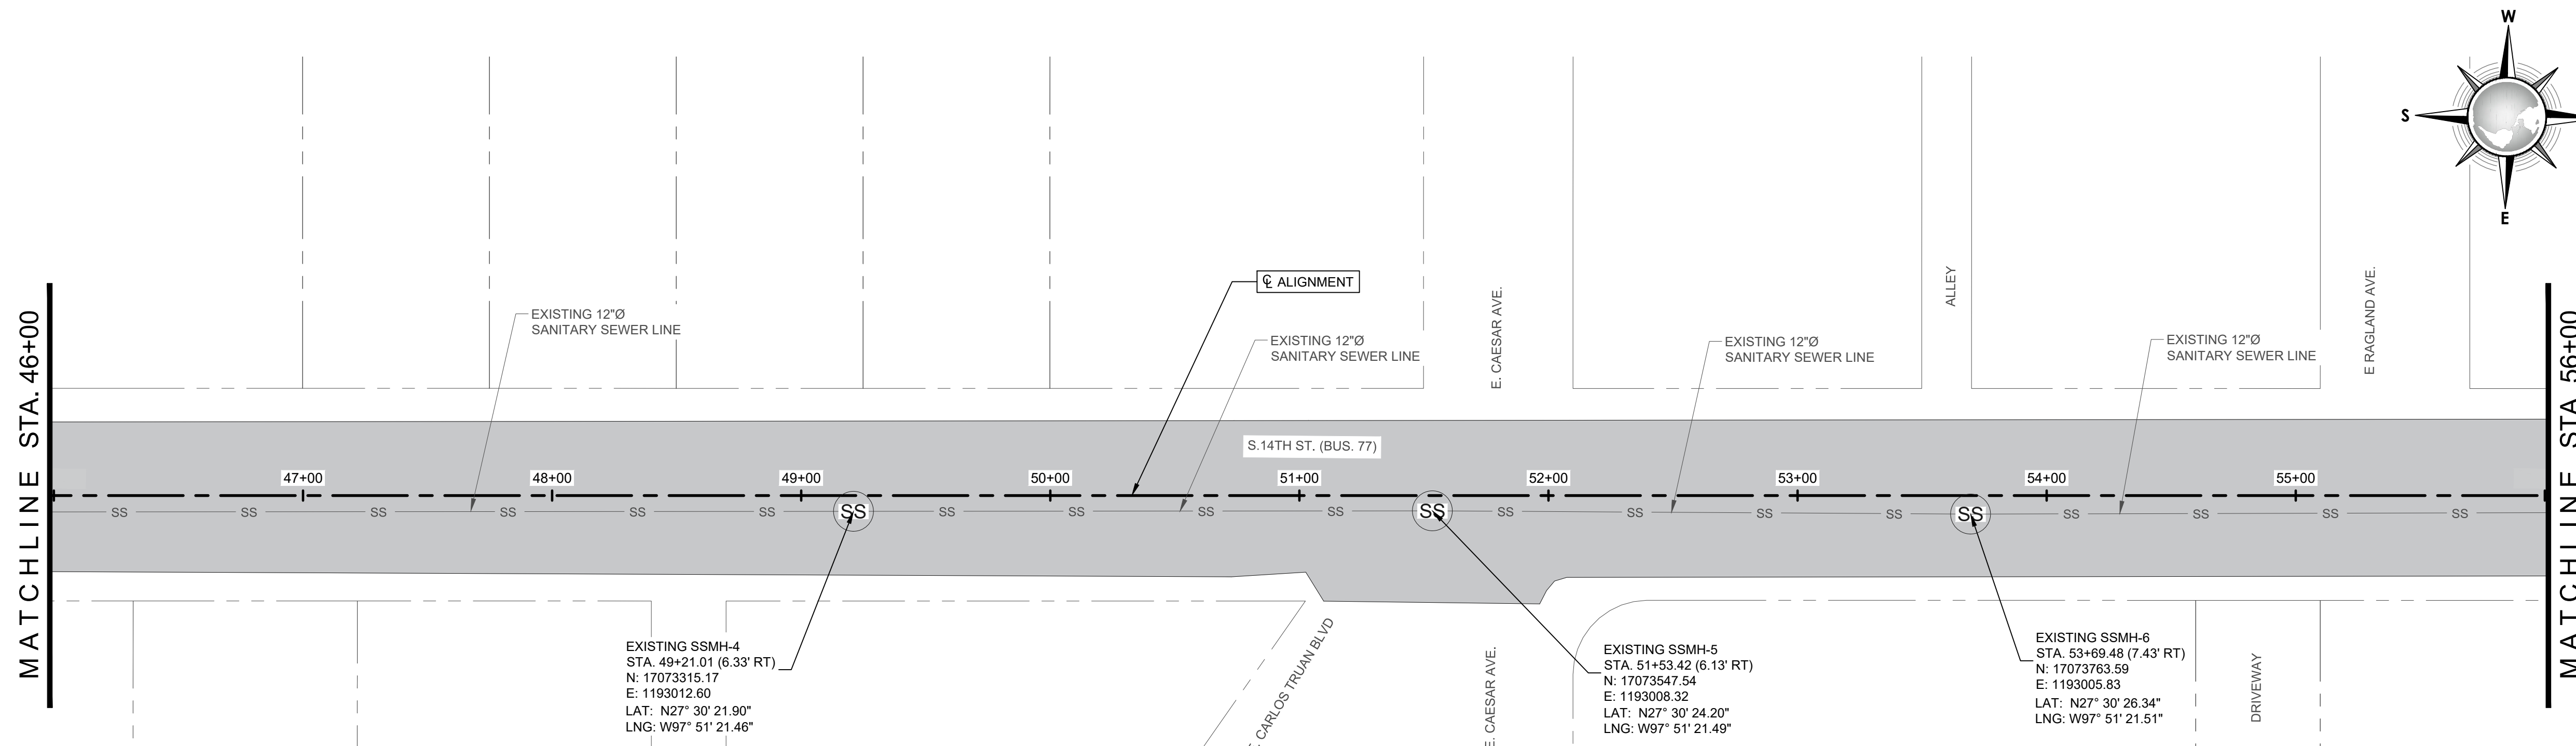 W
S
E
MATCHLINE STA. 46+00
EXISTING 12"Ø
SANITARY SEWER LINE
℄ ALIGNMENT
EXISTING 12"Ø
SANITARY SEWER LINE
E. CAESAR AVE.
EXISTING 12"Ø
SANITARY SEWER LINE
ALLEY
EXISTING 12"Ø
SANITARY SEWER LINE
E RAGLAND AVE.
MATCHLINE STA. 56+00
S.14TH ST. (BUS. 77)
47+00
48+00
49+00
50+00
51+00
52+00
53+00
54+00
55+00
SS SS SS SS SS SS SS SS SS SS SS SS SS SS SS SS SS SS SS SS SS
EXISTING SSMH-4
STA. 49+21.01 (6.33' RT)
N: 17073315.17
E: 1193012.60
LAT: N27° 30' 21.90"
LNG: W97° 51' 21.46"
CARLOS TRUAN BLVD
E. CAESAR AVE.
EXISTING SSMH-5
STA. 51+53.42 (6.13' RT)
N: 17073547.54
E: 1193008.32
LAT: N27° 30' 24.20"
LNG: W97° 51' 21.49"
EXISTING SSMH-6
STA. 53+69.48 (7.43' RT)
N: 17073763.59
E: 1193005.83
LAT: N27° 30' 26.34"
LNG: W97° 51' 21.51"
DRIVEWAY